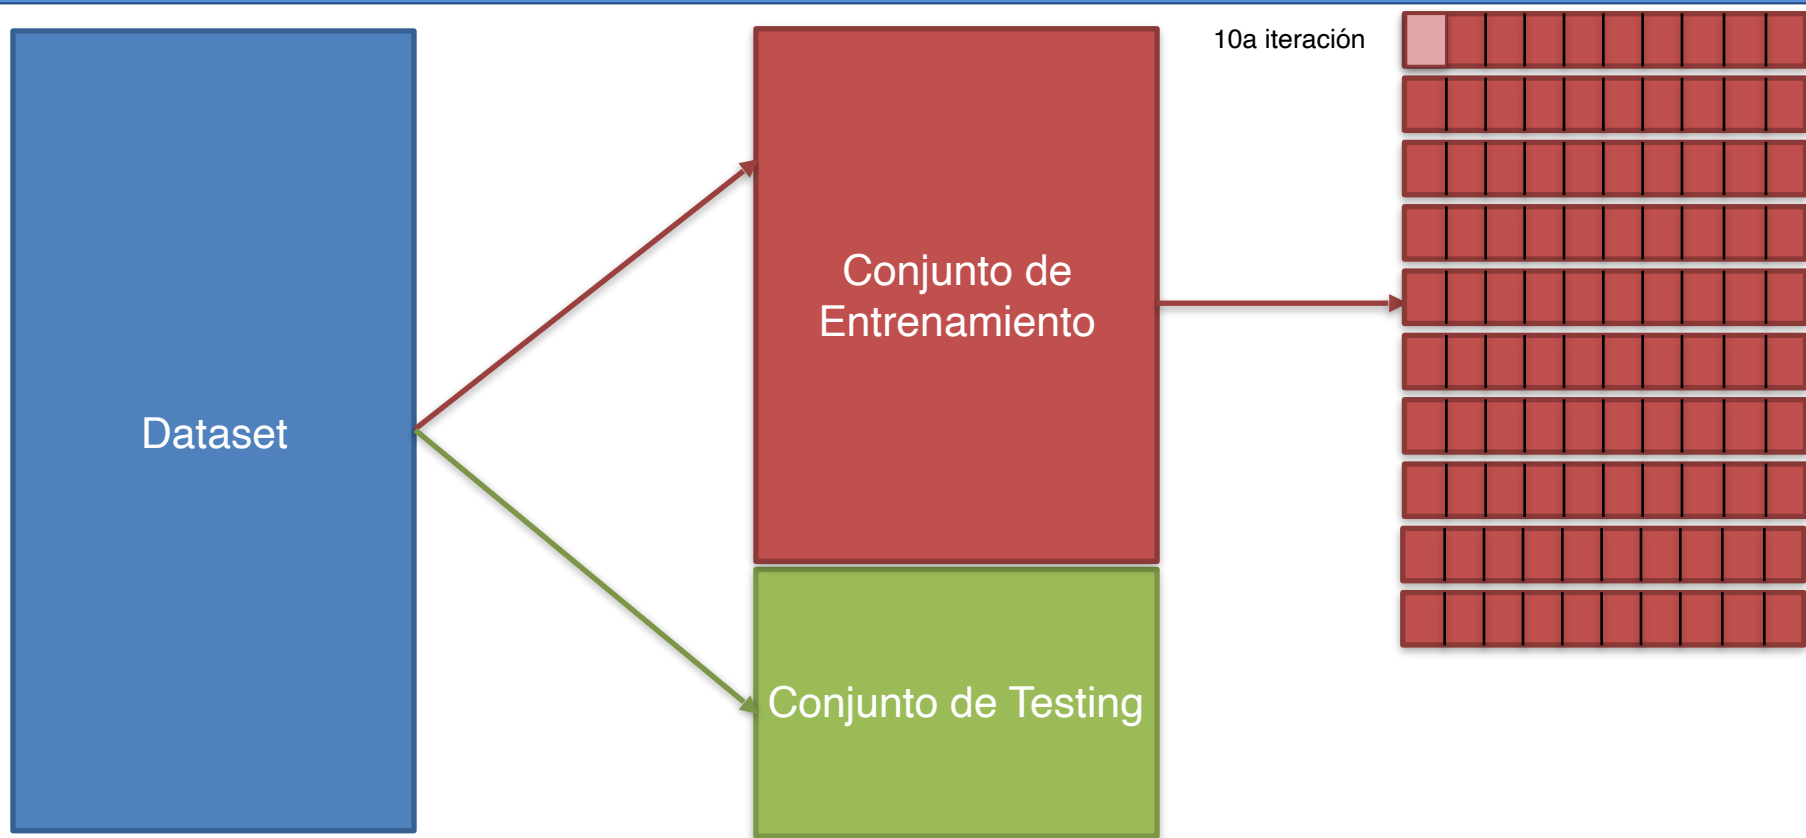 Dataset
Conjunto de
Entrenamiento
Conjunto de Testing
10a iteración